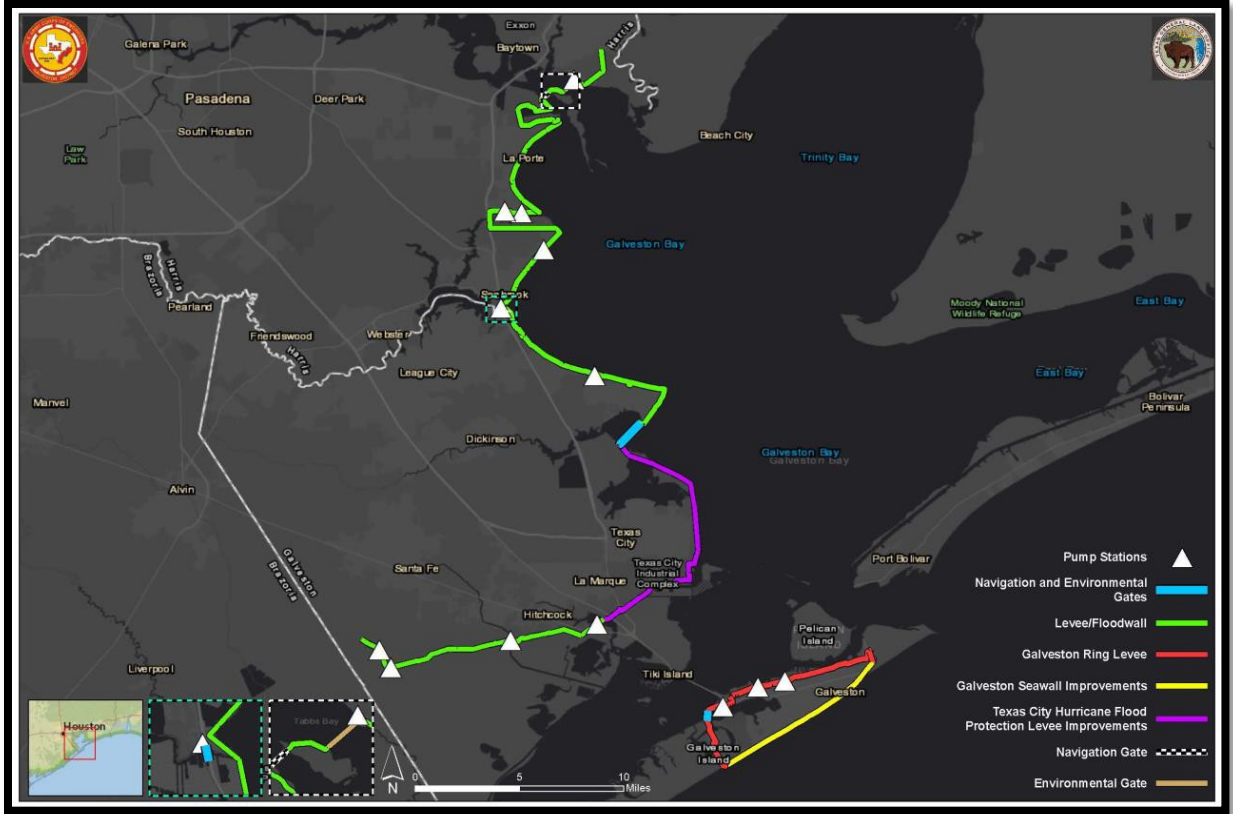 Exxon
Baytown
Harris
Galena Park
Pasadena
Deer Park
South Houston
Law
Park
La Porte
Beach City
Trinity Bay
Galveston Bay
Brazoria
Harris
Pearland
Friendswood
Harris
Webster
League City
Moody National
Wildlife Refuge
East Bay
East Bay
Bolivar
Peninsula
Manvel
Dickinson
Galveston Bay
Galveston Bay
Alvin
Texas
City
Galveston
Brazoria
Santa Fe
La Marque
Texas City
Industrial
Complex
Port Bolivar
Hitchcock
Pelican
Island
Liverpool
Tiki Island
Galveston
Galveston
Island
Pump Stations
Navigation and Environmental
Gates
Levee/Floodwall
Galveston Ring Levee
Galveston Seawall Improvements
Texas City Hurricane Flood
Protection Levee Improvements
Navigation Gate
Environmental Gate
Houston
Tabbs Bay
N
0 5 10
Miles